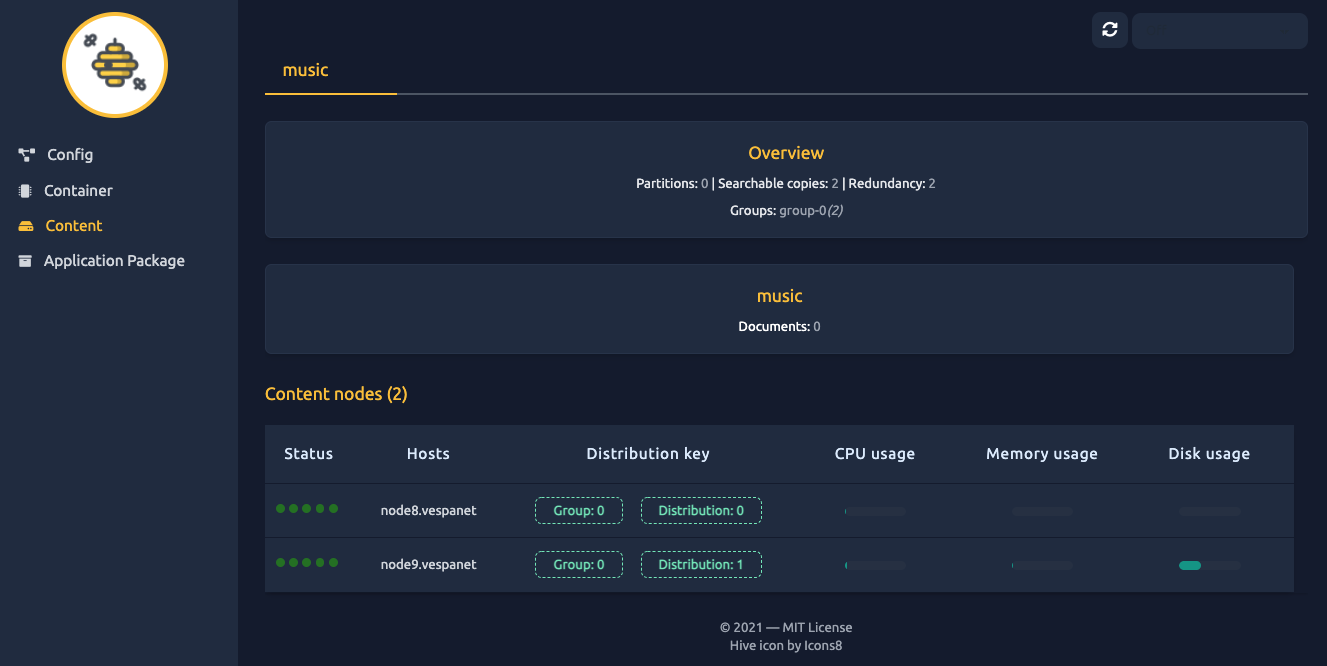 Config
Container
Content
Application Package
music
Overview
Partitions: 0 | Searchable copies: 2 | Redundancy: 2
Groups: group-0(2)
music
Documents: 0
Content nodes (2)
Status Hosts Distribution key CPU usage Memory usage Disk usage
node8.vespanet Group: 0 Distribution: 0
node9.vespanet Group: 0 Distribution: 1
© 2021 — MIT License
Hive icon by Icons8